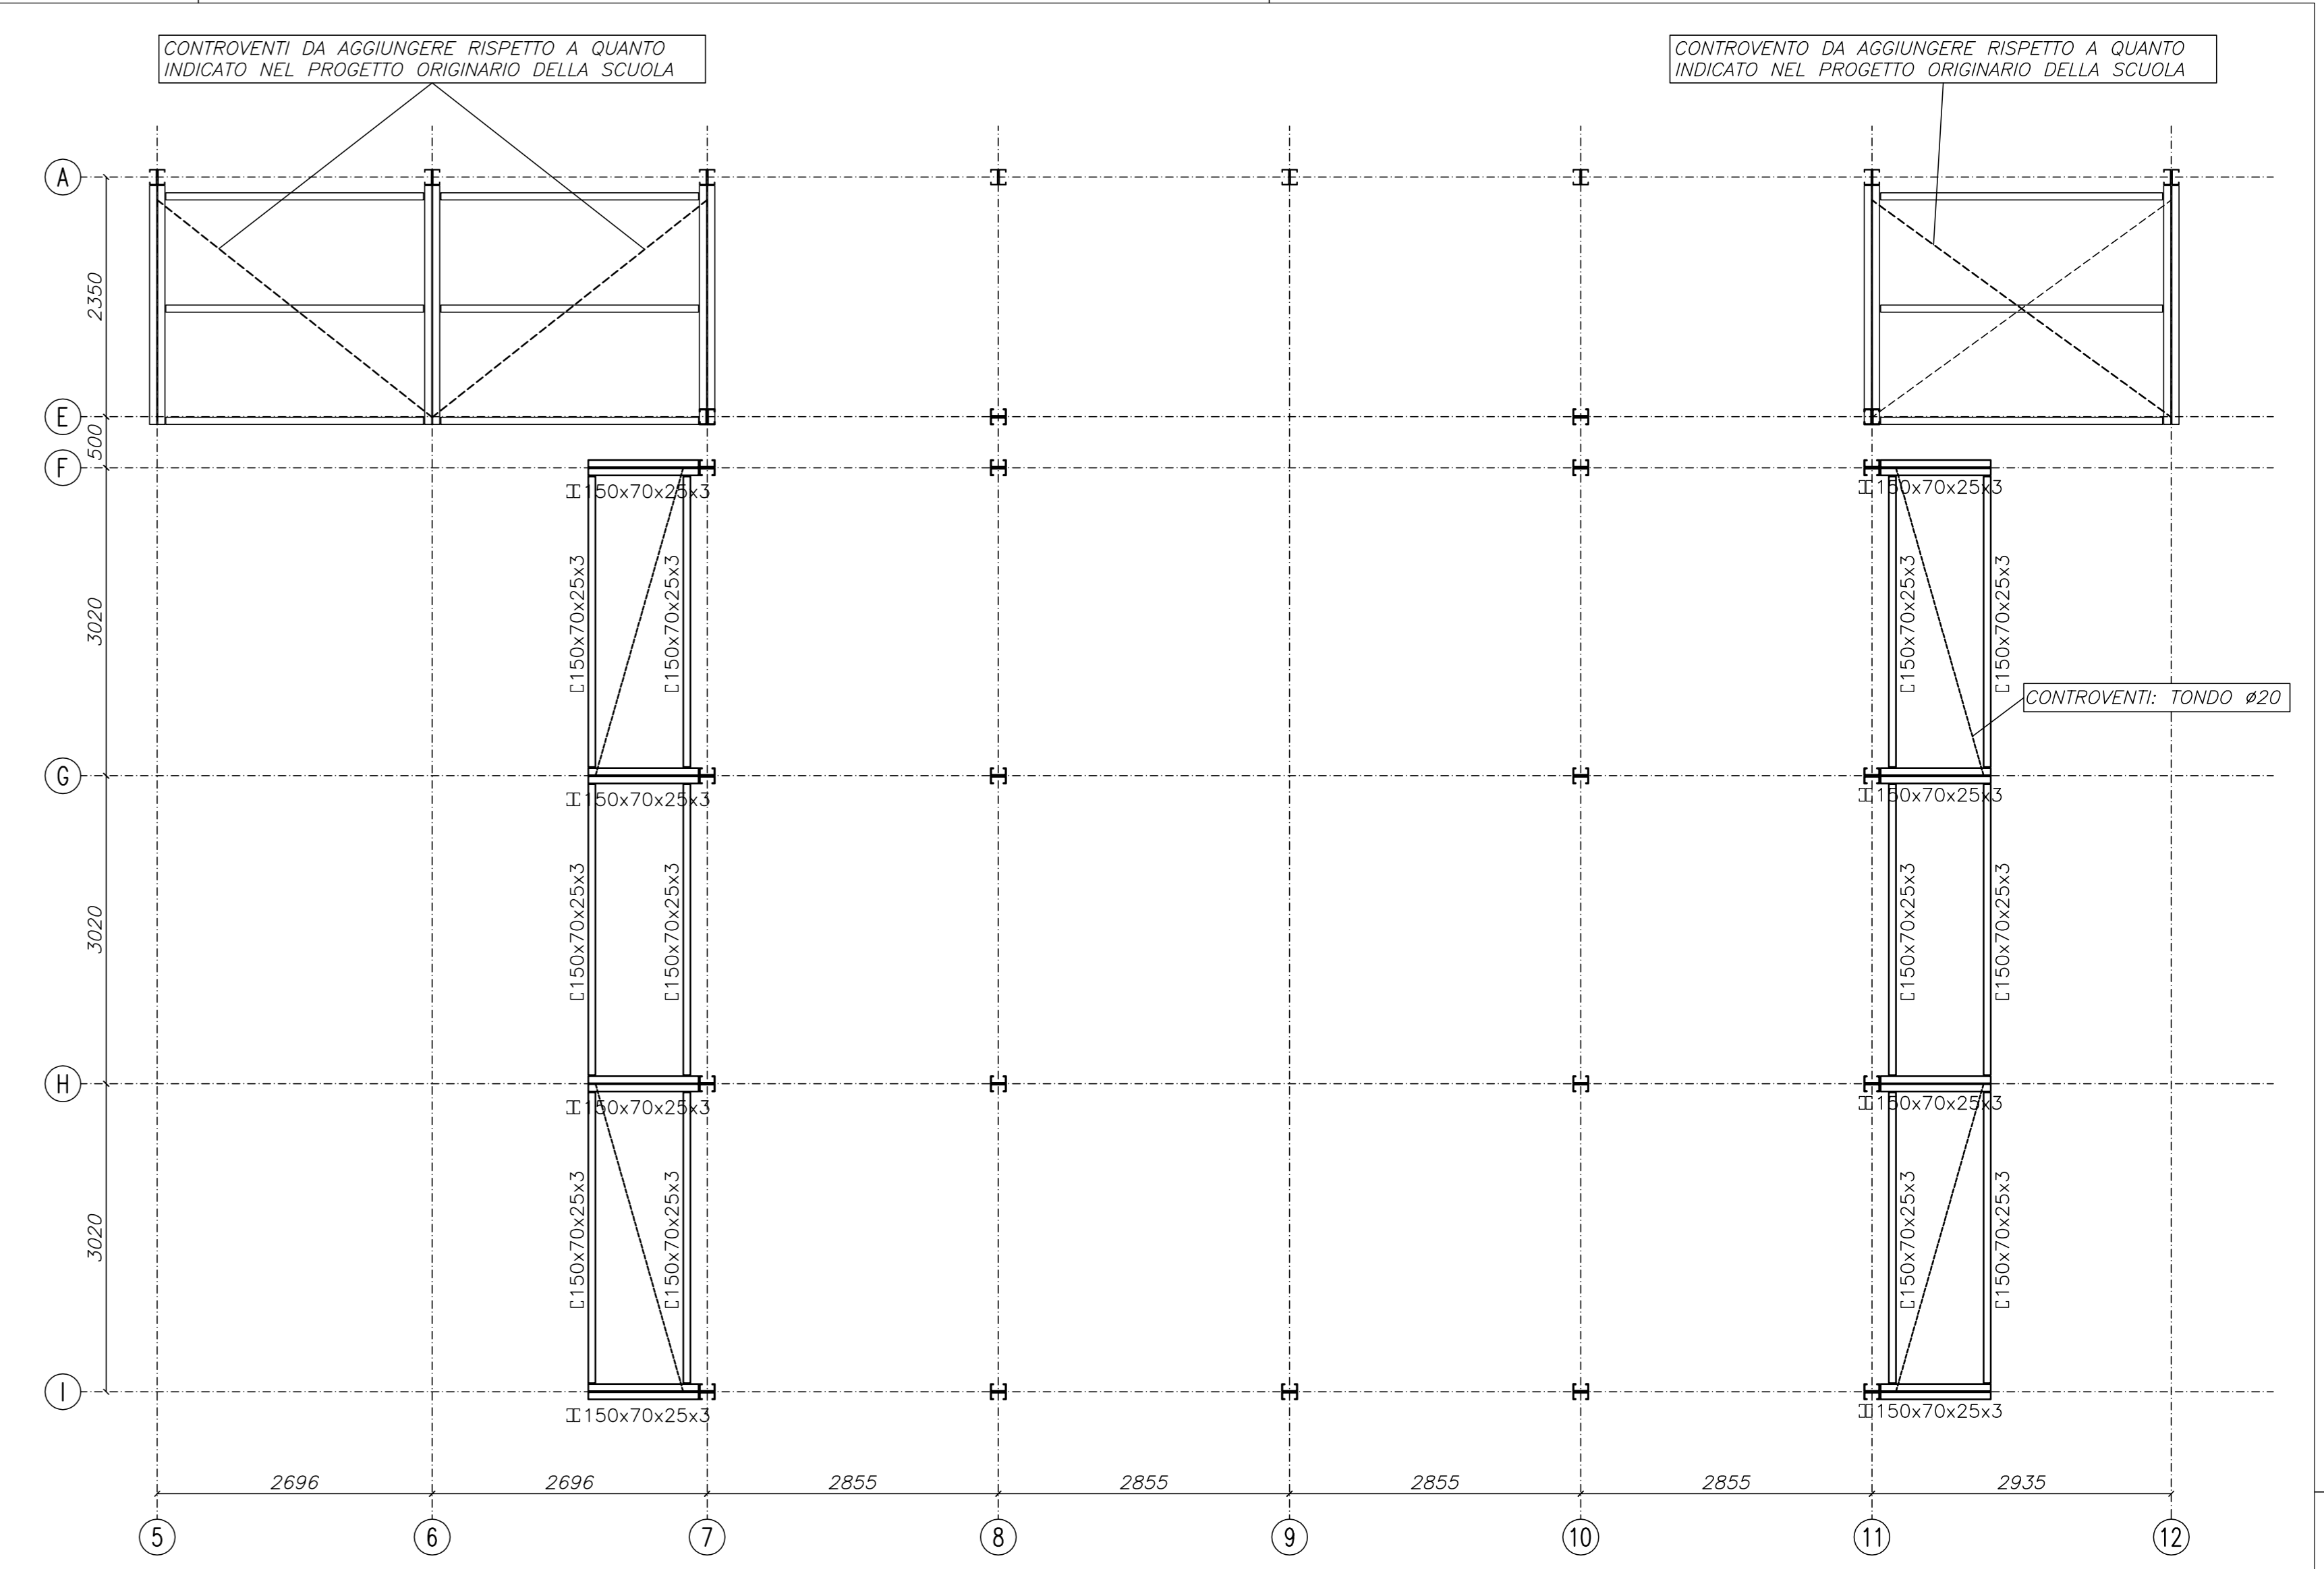 CONTROVENTI DA AGGIUNGERE RISPETTO A QUANTO
INDICATO NEL PROGETTO ORIGINARIO DELLA SCUOLA
CONTROVENTO DA AGGIUNGERE RISPETTO A QUANTO
INDICATO NEL PROGETTO ORIGINARIO DELLA SCUOLA
A
2350
E
500
F
150x70x25x3
150x70x25x3
3020
150x70x25x3
150x70x25x3
150x70x25x3
150x70x25x3
CONTROVENTI: TONDO ø20
G
150x70x25x3
150x70x25x3
3020
150x70x25x3
150x70x25x3
150x70x25x3
150x70x25x3
H
150x70x25x3
150x70x25x3
3020
150x70x25x3
150x70x25x3
150x70x25x3
150x70x25x3
I
150x70x25x3
150x70x25x3
2696
2696
2855
2855
2855
2855
2935
5
6
7
8
9
10
11
12